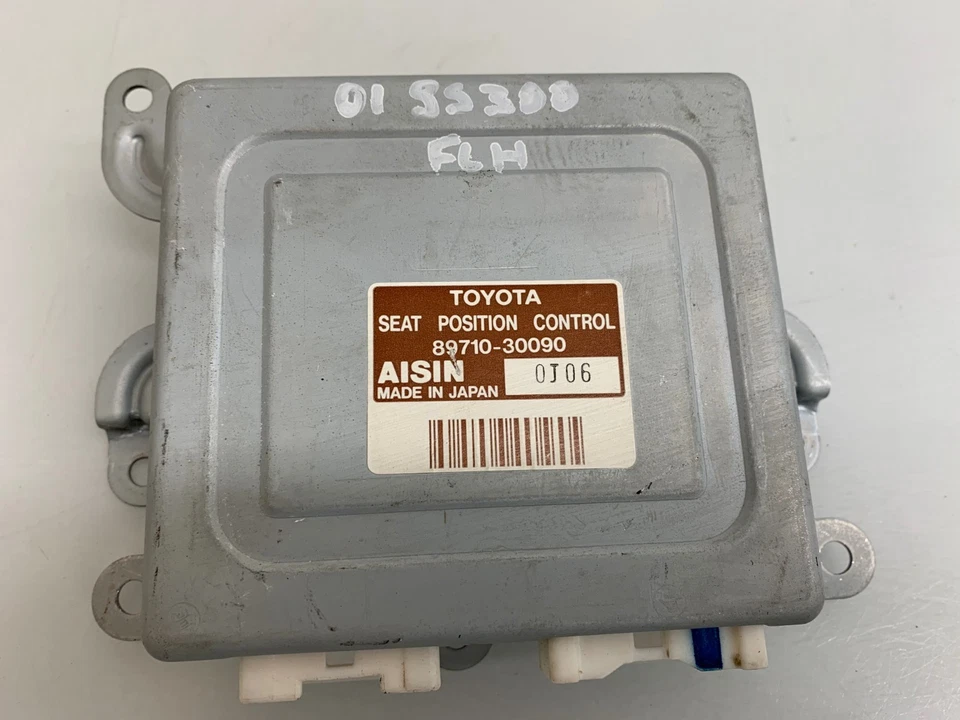 01 SS300
FLH
TOYOTA
SEAT POSITION CONTROL
89710-30090
AISIN 0J06
MADE IN JAPAN